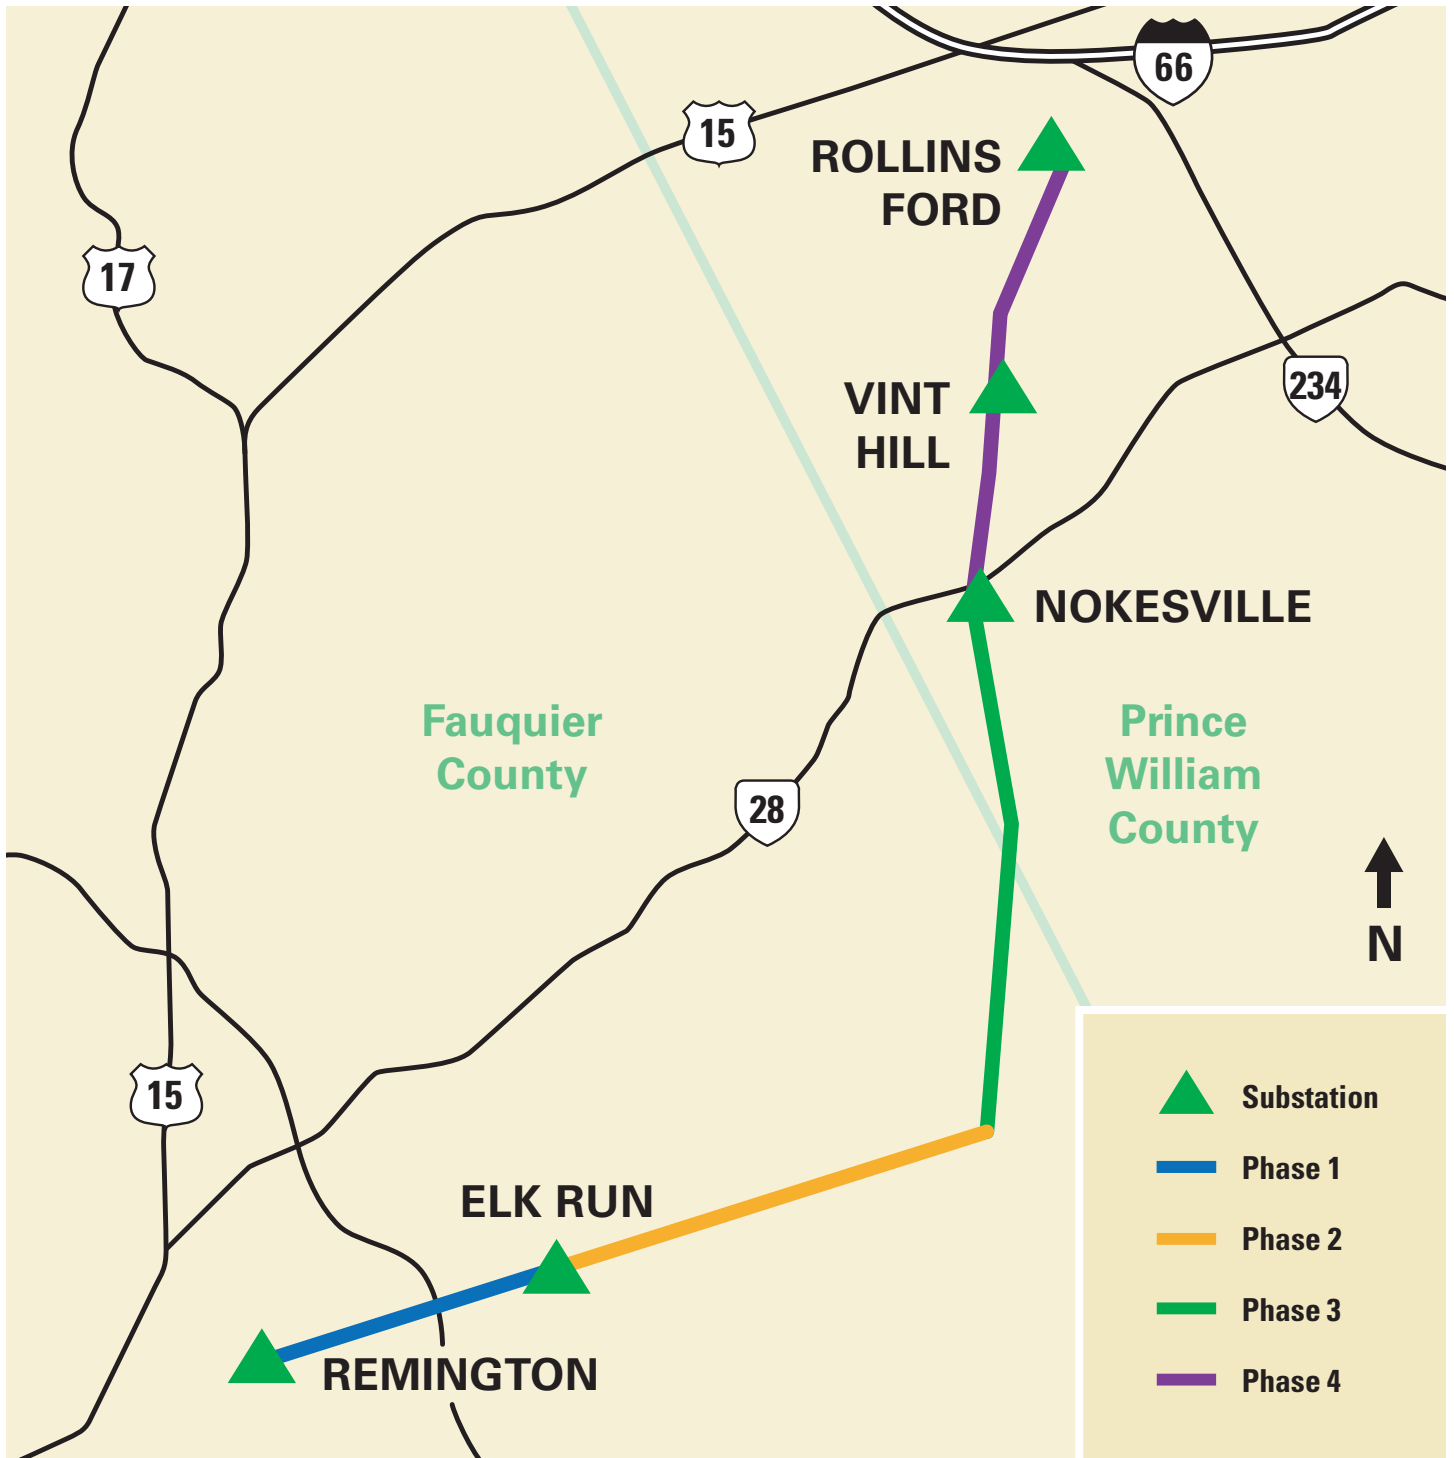 66
15
ROLLINS
FORD
17
VINT
HILL
234
NOKESVILLE
Fauquier
County
Prince
William
County
28
N
15
ELK RUN
REMINGTON
Substation
Phase 1
Phase 2
Phase 3
Phase 4